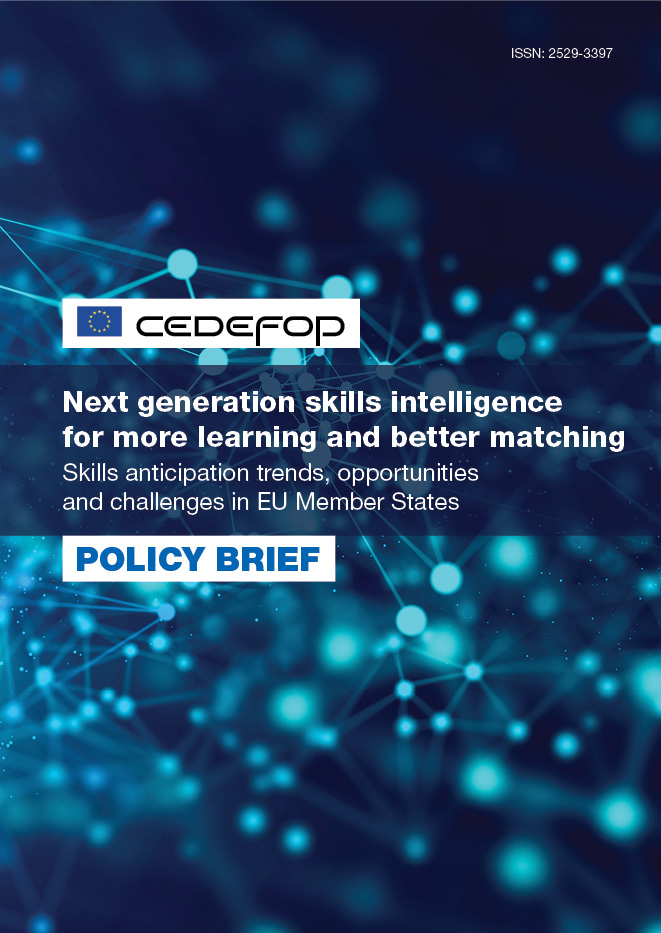 ISSN: 2529-3397
CEDEFOP
Next generation skills intelligence
for more learning and better matching
Skills anticipation trends, opportunities
and challenges in EU Member States
POLICY BRIEF